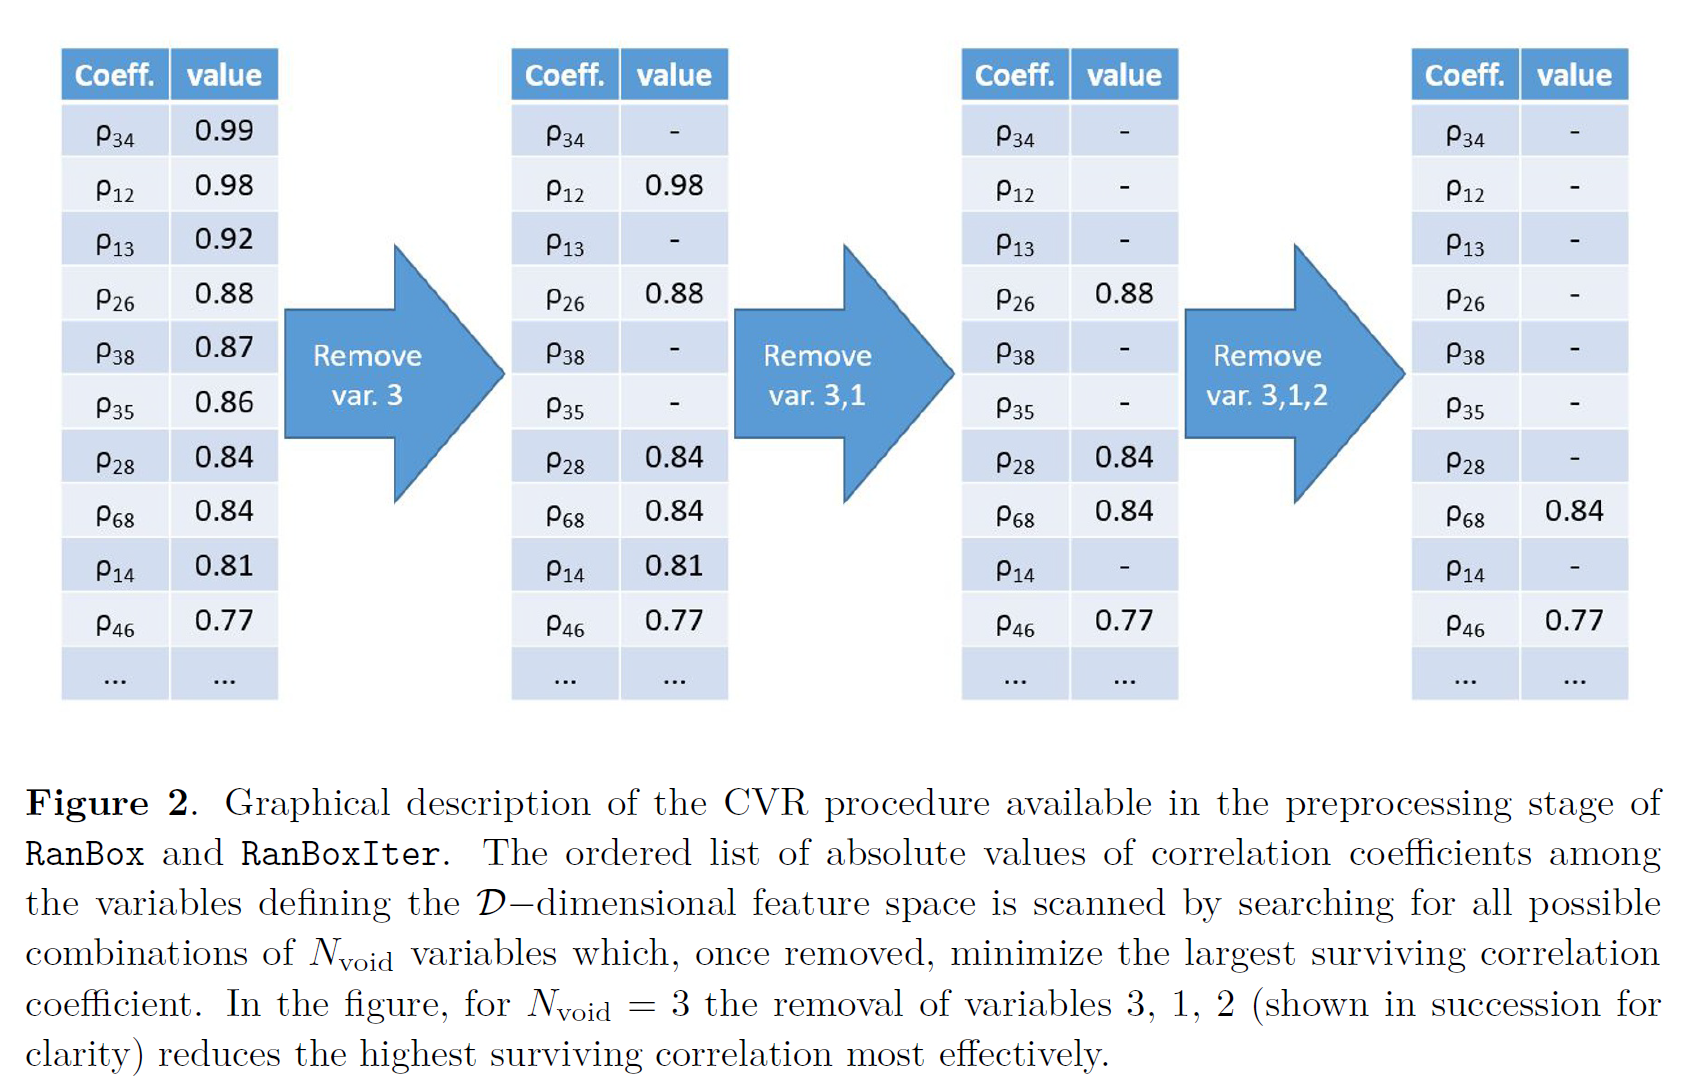 Coeff. value
ρ34 0.99
ρ12 0.98
ρ13 0.92
ρ26 0.88
ρ38 0.87
ρ35 0.86
ρ28 0.84
ρ68 0.84
ρ14 0.81
ρ46 0.77
... ...
Remove
var. 3
Coeff. value
ρ34 -
ρ12 0.98
ρ13 -
ρ26 0.88
ρ38 -
ρ35 -
ρ28 0.84
ρ68 0.84
ρ14 0.81
ρ46 0.77
... ...
Remove
var. 3,1
Coeff. value
ρ34 -
ρ12 -
ρ13 -
ρ26 0.88
ρ38 -
ρ35 -
ρ28 0.84
ρ68 0.84
ρ14 -
ρ46 0.77
... ...
Remove
var. 3,1,2
Coeff. value
ρ34 -
ρ12 -
ρ13 -
ρ26 -
ρ38 -
ρ35 -
ρ28 -
ρ68 0.84
ρ14 -
ρ46 0.77
... ...
Figure 2. Graphical description of the CVR procedure available in the preprocessing stage of
RanBox and RanBoxIter. The ordered list of absolute values of correlation coefficients among
the variables defining the 𝒟−dimensional feature space is scanned by searching for all possible
combinations of Nvoid variables which, once removed, minimize the largest surviving correlation
coefficient. In the figure, for Nvoid = 3 the removal of variables 3, 1, 2 (shown in succession for
clarity) reduces the highest surviving correlation most effectively.